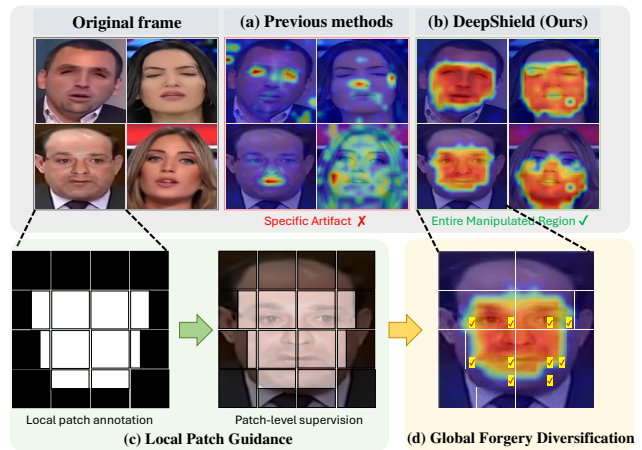 Original frame
(a) Previous methods
(b) DeepShield (Ours)
Specific Artifact ✗
Entire Manipulated Region ✓
Local patch annotation
Patch-level supervision
(c) Local Patch Guidance
(d) Global Forgery Diversification